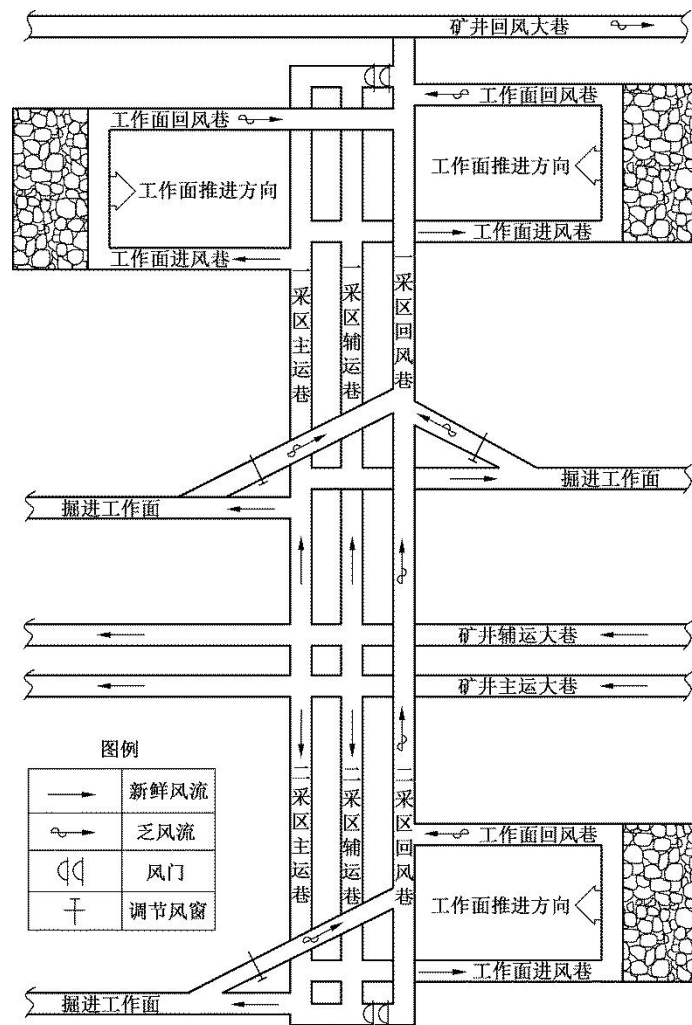 矿井回风大巷
工作面回风巷
工作面回风巷
工作面推进方向
工作面推进方向
工作面进风巷
工作面进风巷
一采区主运巷
一采区辅运巷
一采区回风巷
掘进工作面
掘进工作面
矿井辅运大巷
矿井主运大巷
图例
新鲜风流
乏风流
风门
调节风窗
二采区主运巷
二采区辅运巷
二采区回风巷
工作面回风巷
工作面推进方向
工作面进风巷
掘进工作面